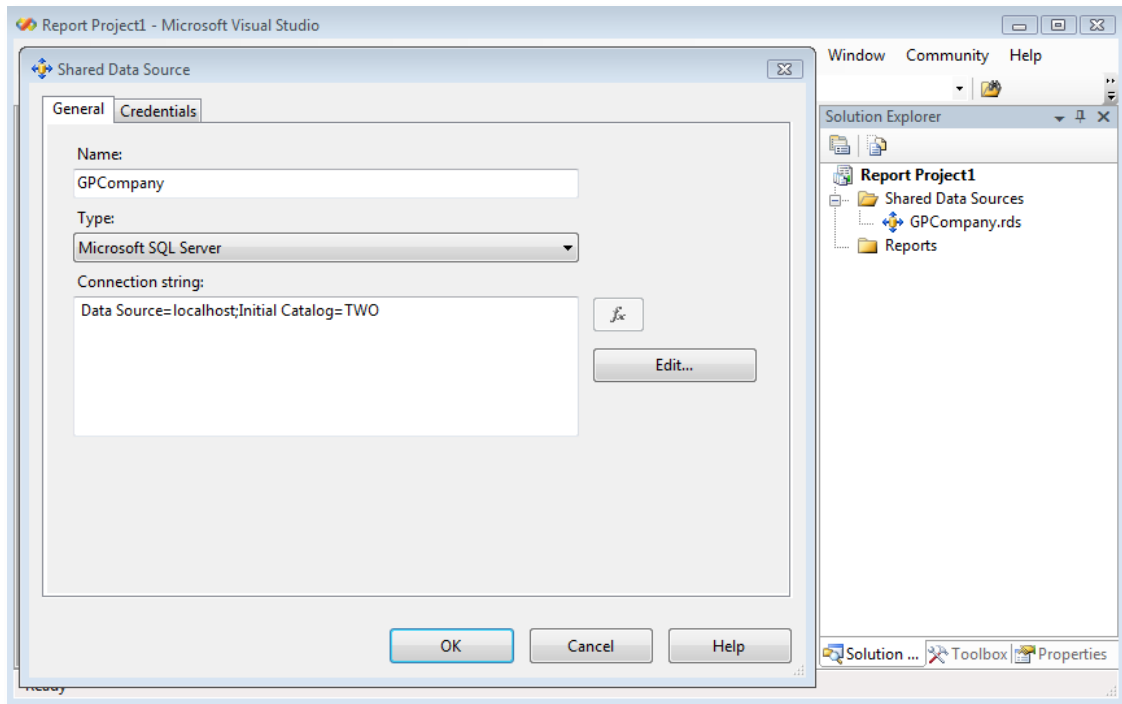 Report Project1 - Microsoft Visual Studio
Window Community Help
Shared Data Source
General Credentials
Name:
GPCompany
Type:
Microsoft SQL Server
Connection string:
Data Source=localhost;Initial Catalog=TWO
fx
Edit...
OK Cancel Help
Solution Explorer
Report Project1
Shared Data Sources
GPCompany.rds
Reports
Solution ... Toolbox Properties
Ready